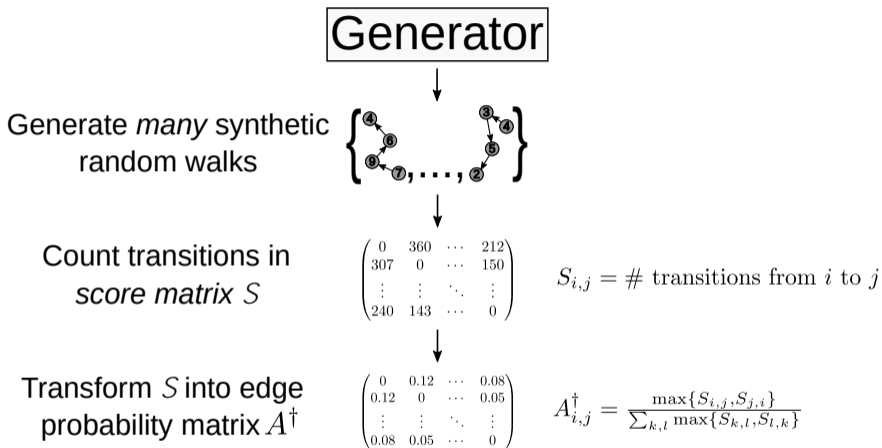 Generator
Generate many synthetic
random walks
{ 4 6 9 7 ,..., 3 4 5 2 }
Count transitions in
score matrix S
0 360 ⋯ 212
307 0 ⋯ 150
⋮ ⋮ ⋱ ⋮
240 143 ⋯ 0
S_{i,j} = # transitions from i to j
Transform S into edge
probability matrix A†
0 0.12 ⋯ 0.08
0.12 0 ⋯ 0.05
⋮ ⋮ ⋱ ⋮
0.08 0.05 ⋯ 0
A†_{i,j} = max{S_{i,j},S_{j,i}} / ∑_{k,l} max{S_{k,l},S_{l,k}}